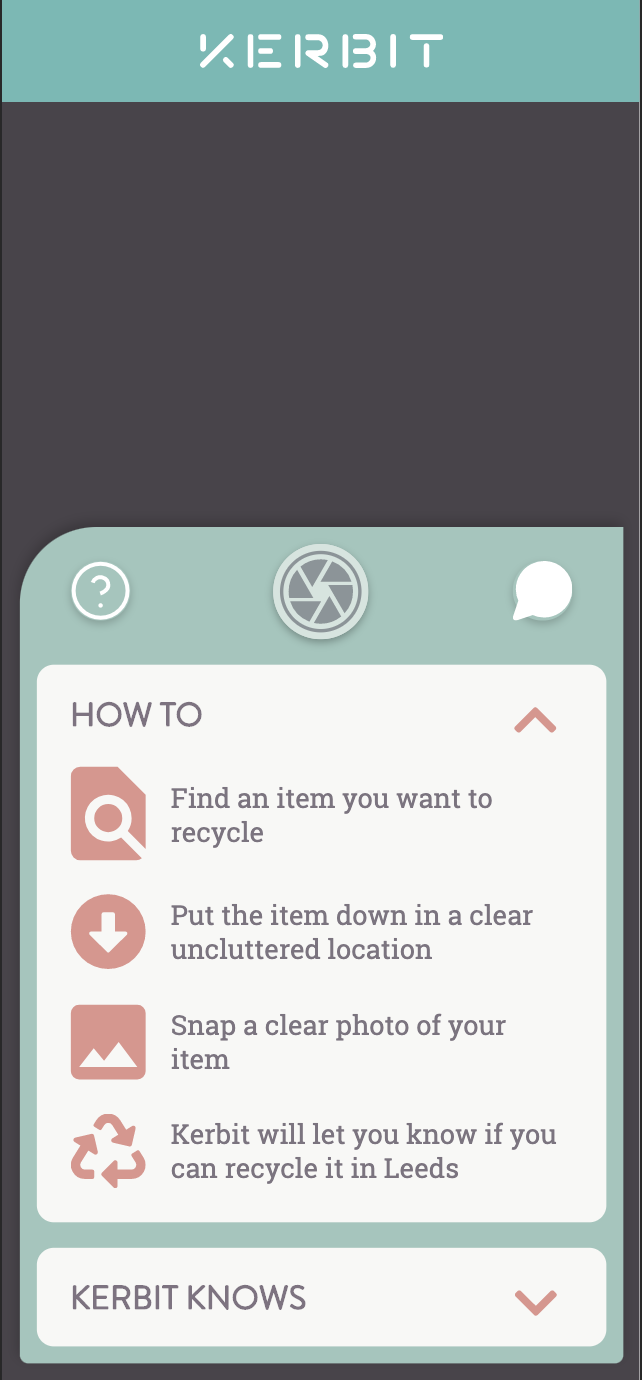 KERBIT
?
HOW TO
Find an item you want to
recycle
Put the item down in a clear
uncluttered location
Snap a clear photo of your
item
Kerbit will let you know if you
can recycle it in Leeds
KERBIT KNOWS